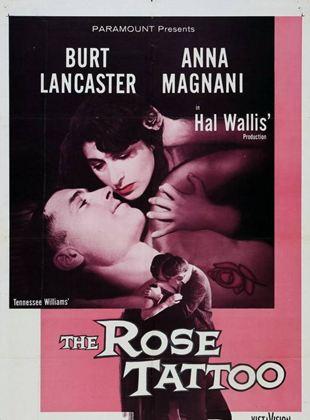 PARAMOUNT Presents
BURT LANCASTER
ANNA MAGNANI
in
Hal Wallis'
Production
Tennessee Williams'
THE ROSE TATTOO
VISTAVISION